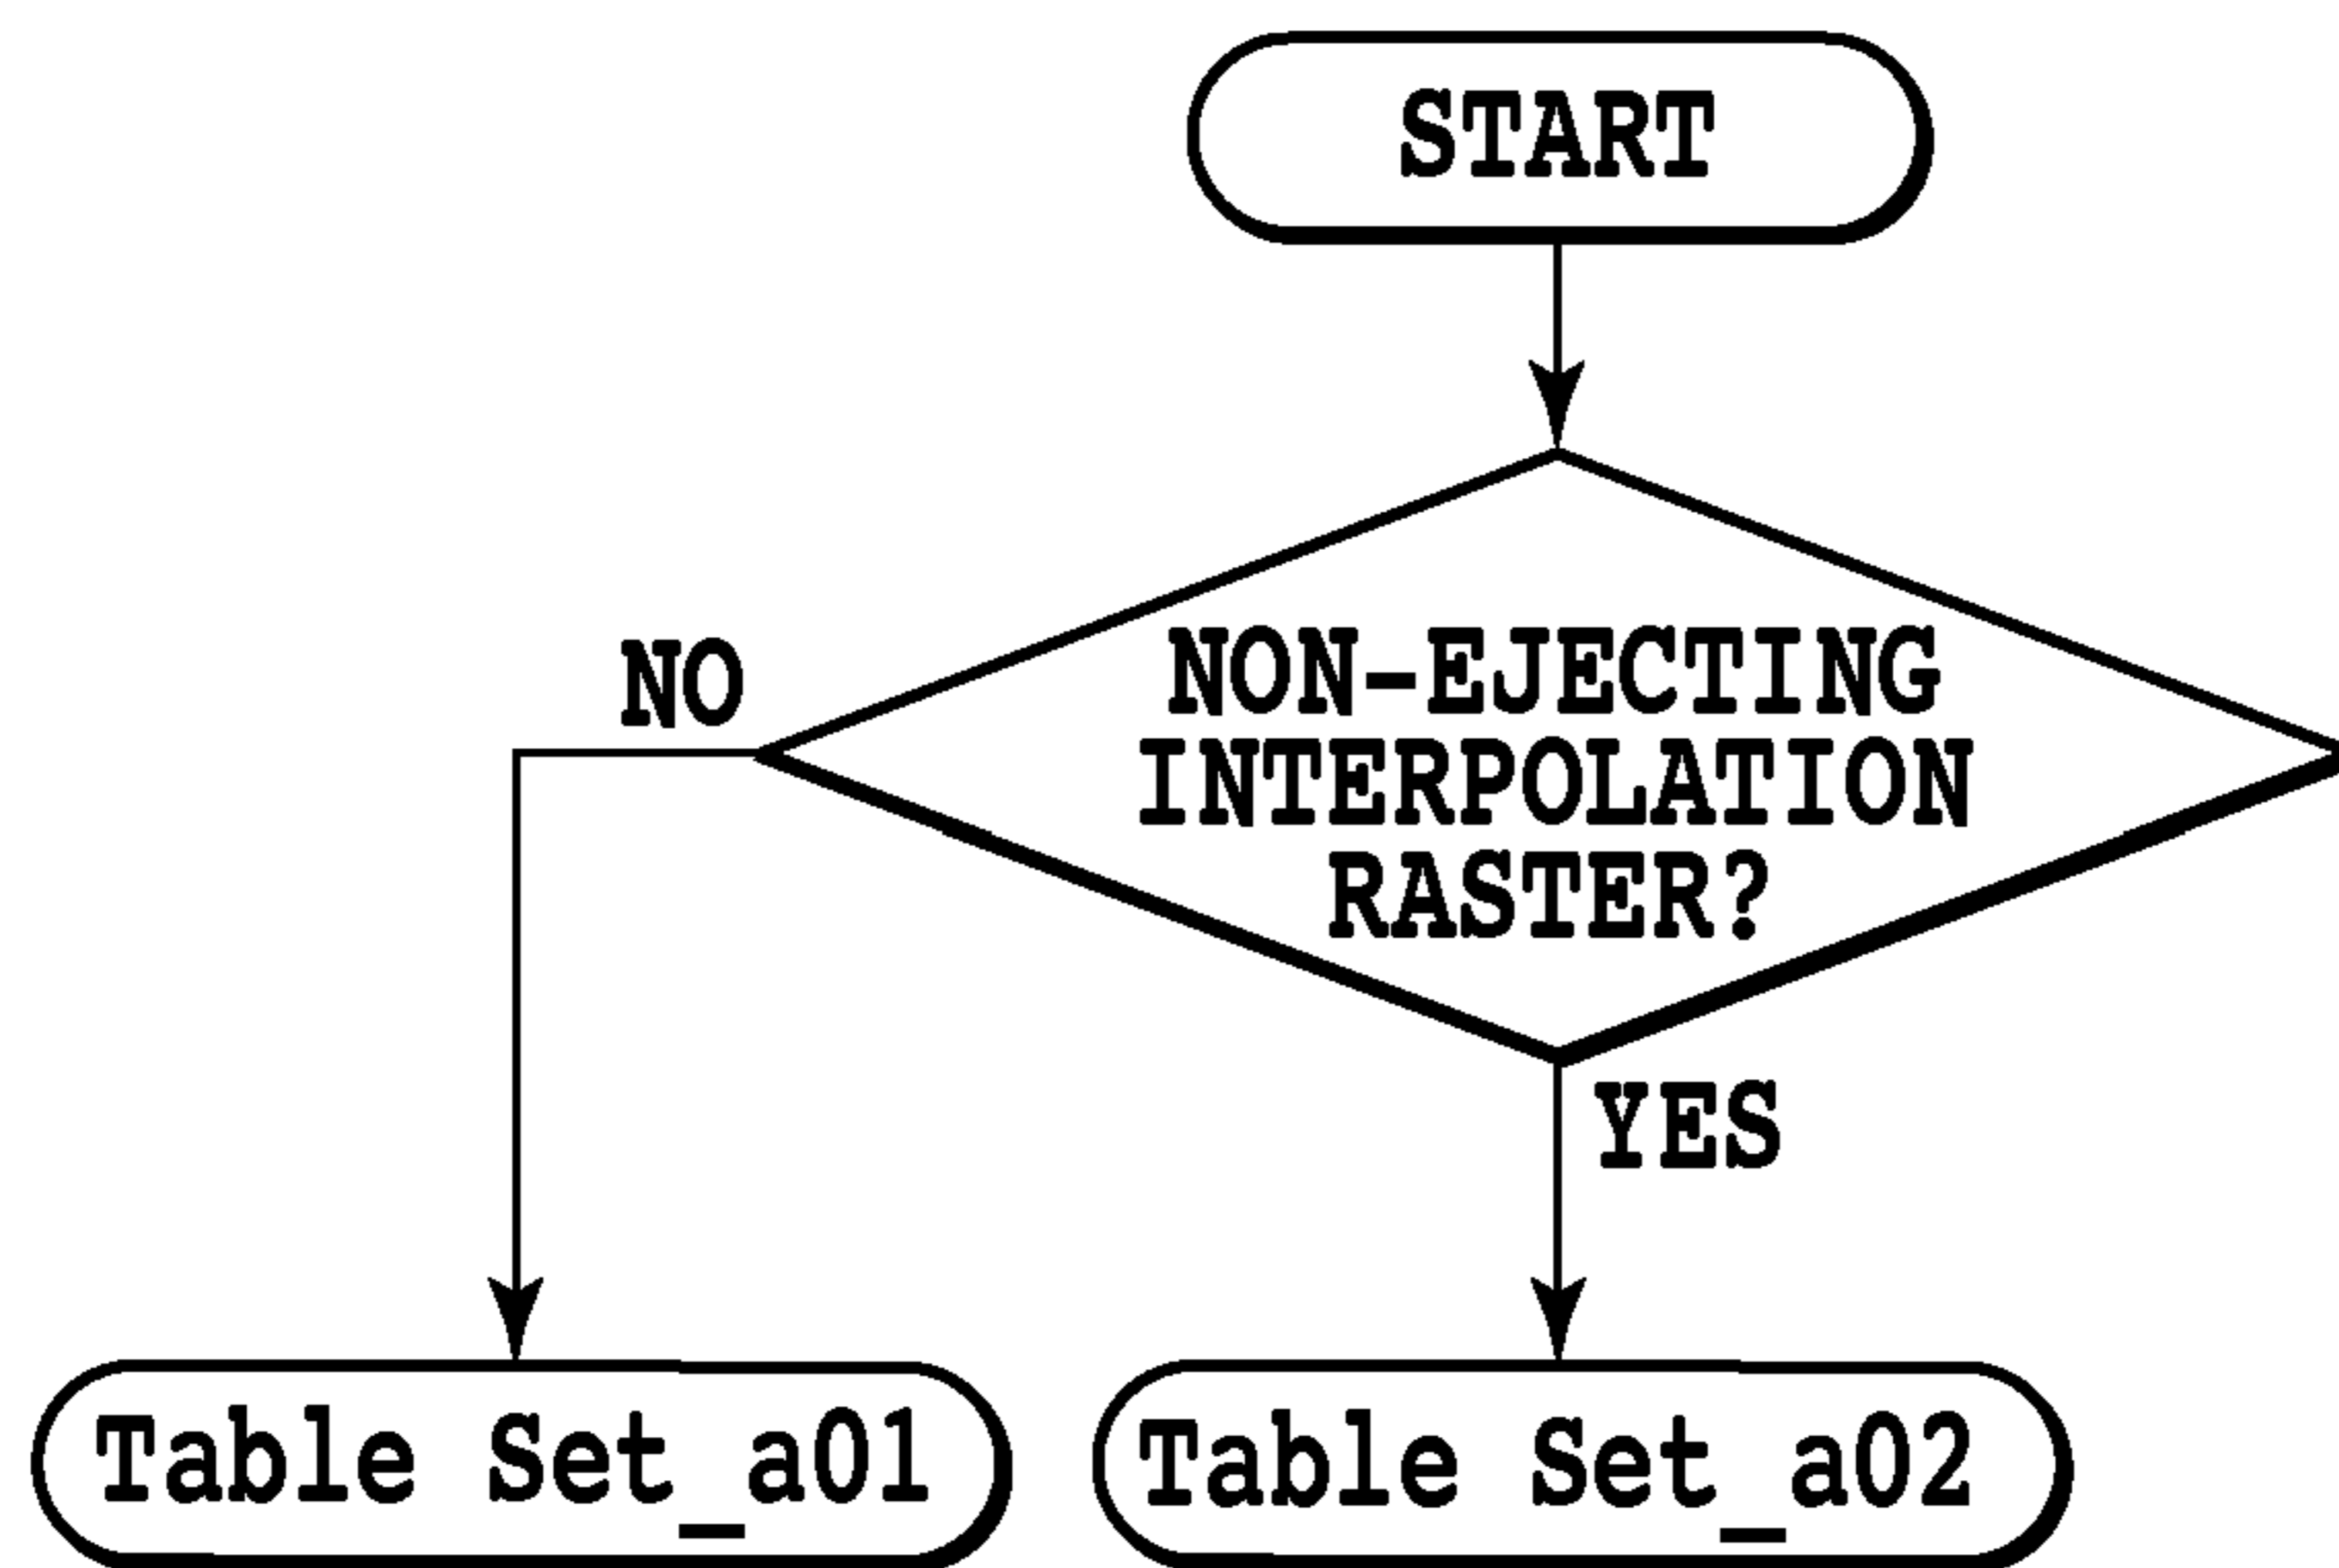 START
NO
NON-EJECTING
INTERPOLATION
RASTER?
YES
Table Set_a01
Table Set_a02